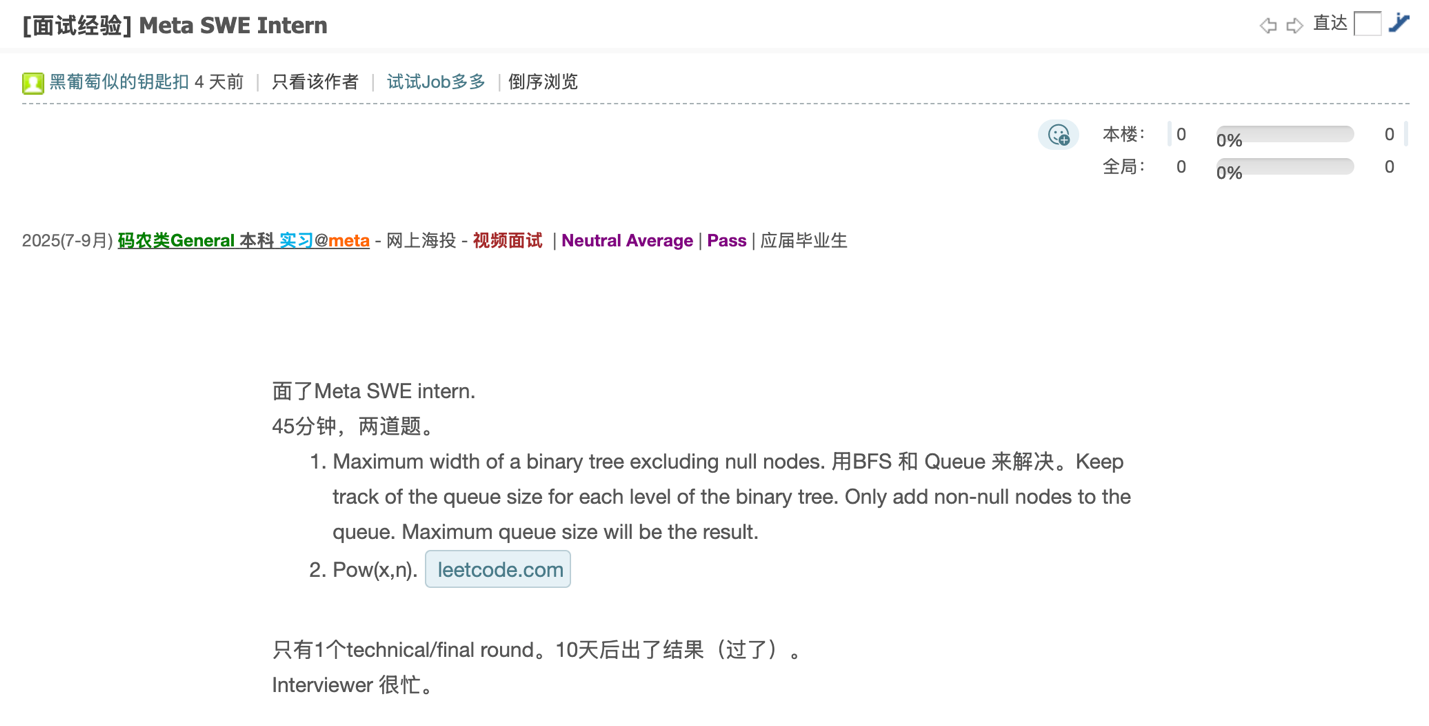 [面试经验] Meta SWE Intern
直达
黑葡萄似的钥匙扣 4 天前 | 只看该作者 | 试试Job多多 | 倒序浏览
本楼： 0 0% 0
全局： 0 0% 0
2025(7-9月) 码农类General 本科 实习@meta - 网上海投 - 视频面试 | Neutral Average | Pass | 应届毕业生
面了Meta SWE intern.
45分钟，两道题。
1. Maximum width of a binary tree excluding null nodes. 用BFS 和 Queue 来解决。Keep
track of the queue size for each level of the binary tree. Only add non-null nodes to the
queue. Maximum queue size will be the result.
2. Pow(x,n). leetcode.com
只有1个technical/final round。10天后出了结果（过了）。
Interviewer 很忙。